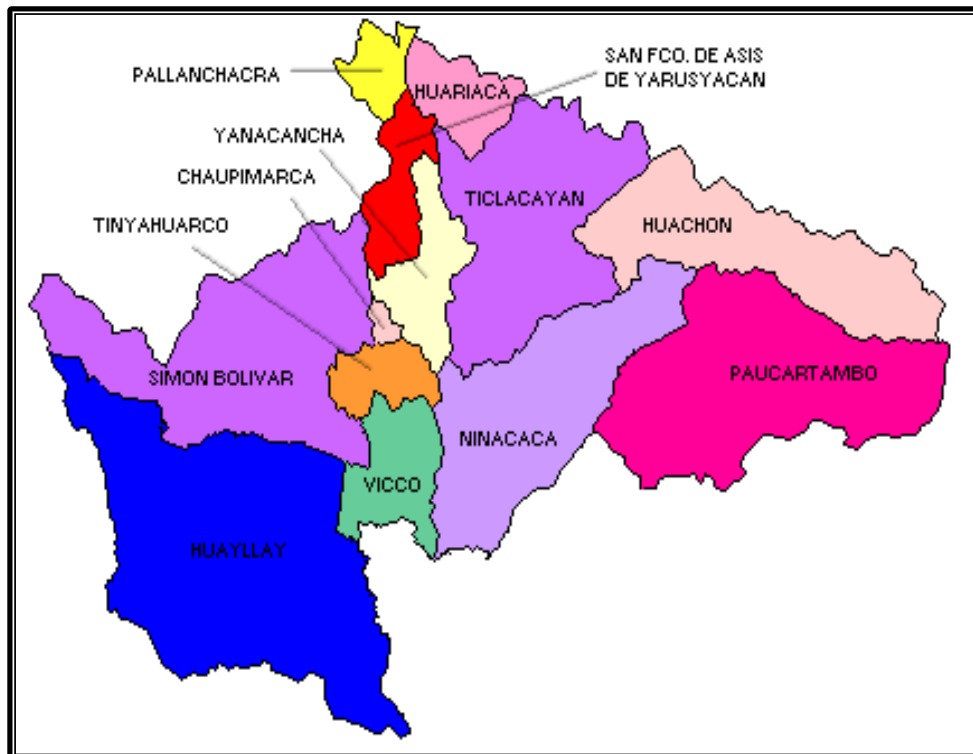 SAN FCO. DE ASIS
DE YARUSYACAN
PALLANCHACRA
HUARIACA
YANACANCHA
CHAUPIMARCA
TICLACAYAN
TINYAHUARCO
HUACHON
SIMON BOLIVAR
PAUCARTAMBO
NINACACA
VICCO
HUAYLLAY